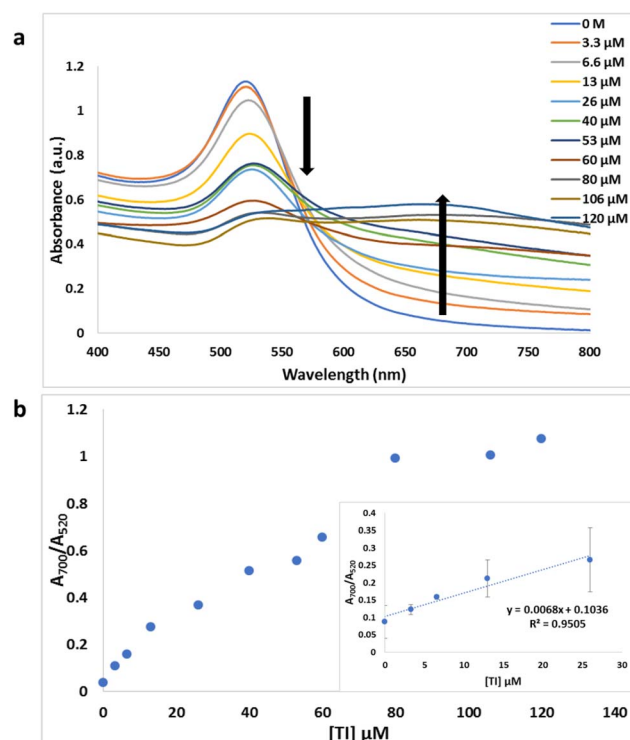 a
0 M
3.3 µM
6.6 µM
13 µM
26 µM
40 µM
53 µM
60 µM
80 µM
106 µM
120 µM
Absorbance (a.u.)
1.2
1
0.8
0.6
0.4
0.2
0
400 450 500 550 600 650 700 750 800
Wavelength (nm)
b
A700/A520
1.2
1
0.8
0.6
0.4
0.2
0
0 20 40 60 80 100 120 140
[TI] µM
A700/A520
0.4
0.35
0.3
0.25
0.2
0.15
0.1
0.05
0
0 5 10 15 20 25 30
y = 0.0068x + 0.1036
R² = 0.9505
[TI] µM